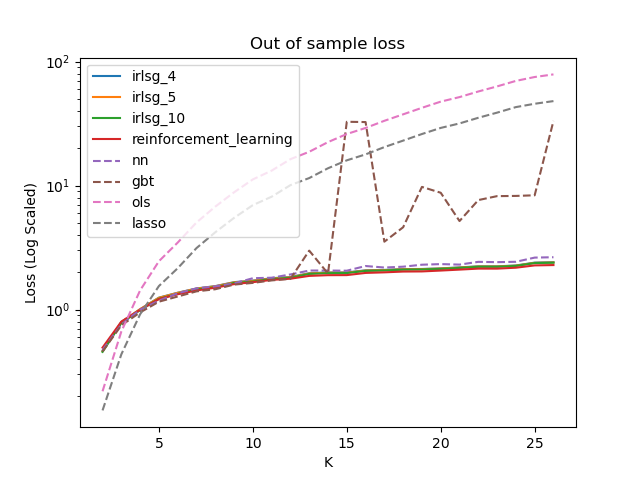 Out of sample loss
10²
10¹
10⁰
Loss (Log Scaled)
irlsg_4
irlsg_5
irlsg_10
reinforcement_learning
nn
gbt
ols
lasso
5
10
15
20
25
K